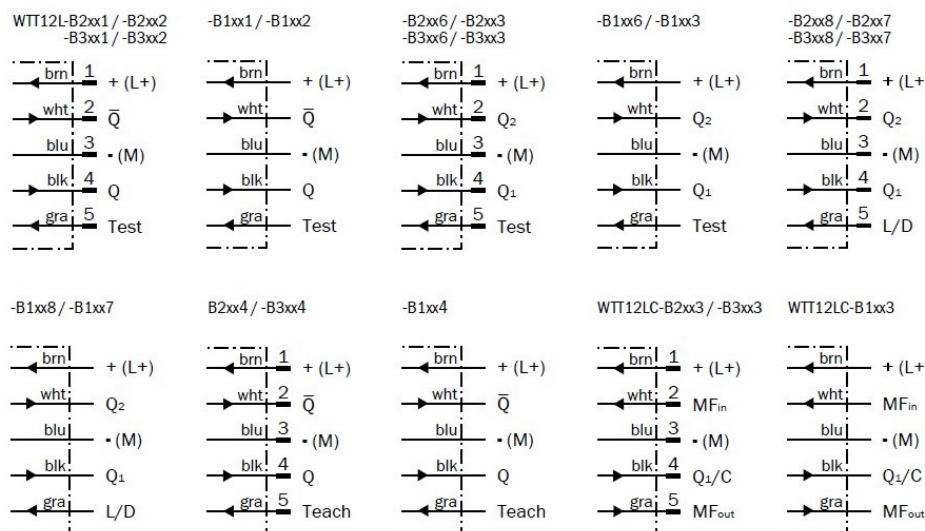 WTT12L-B2xx1 / -B2xx2
-B3xx1 / -B3xx2
brn 1 + (L+)
wht 2 Q̅
blu 3 - (M)
blk 4 Q
gra 5 Test
-B1xx1 / -B1xx2
brn + (L+)
wht Q̅
blu - (M)
blk Q
gra Test
-B2xx6 / -B2xx3
-B3xx6 / -B3xx3
brn 1 + (L+)
wht 2 Q₂
blu 3 - (M)
blk 4 Q₁
gra 5 Test
-B1xx6 / -B1xx3
brn + (L+)
wht Q₂
blu - (M)
blk Q₁
gra Test
-B2xx8 / -B2xx7
-B3xx8 / -B3xx7
brn 1 + (L+
wht 2 Q₂
blu 3 - (M)
blk 4 Q₁
gra 5 L/D
-B1xx8 / -B1xx7
brn + (L+)
wht Q₂
blu - (M)
blk Q₁
gra L/D
B2xx4 / -B3xx4
brn 1 + (L+)
wht 2 Q̅
blu 3 - (M)
blk 4 Q
gra 5 Teach
-B1xx4
brn + (L+)
wht Q̅
blu - (M)
blk Q
gra Teach
WTT12LC-B2xx3 / -B3xx3
brn 1 + (L+)
wht 2 MFin
blu 3 - (M)
blk 4 Q₁/C
gra 5 MFout
WTT12LC-B1xx3
brn + (L+
wht MFin
blu - (M)
blk Q₁/C
gra MFout